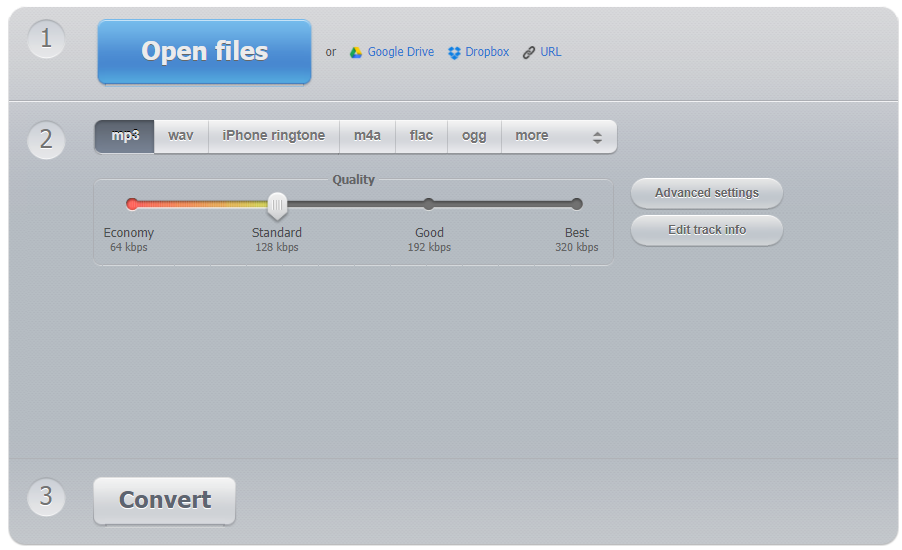 1
Open files or Google Drive Dropbox URL
2
mp3 wav iPhone ringtone m4a flac ogg more
Quality
Economy Standard Good Best
64 kbps 128 kbps 192 kbps 320 kbps
Advanced settings
Edit track info
3
Convert